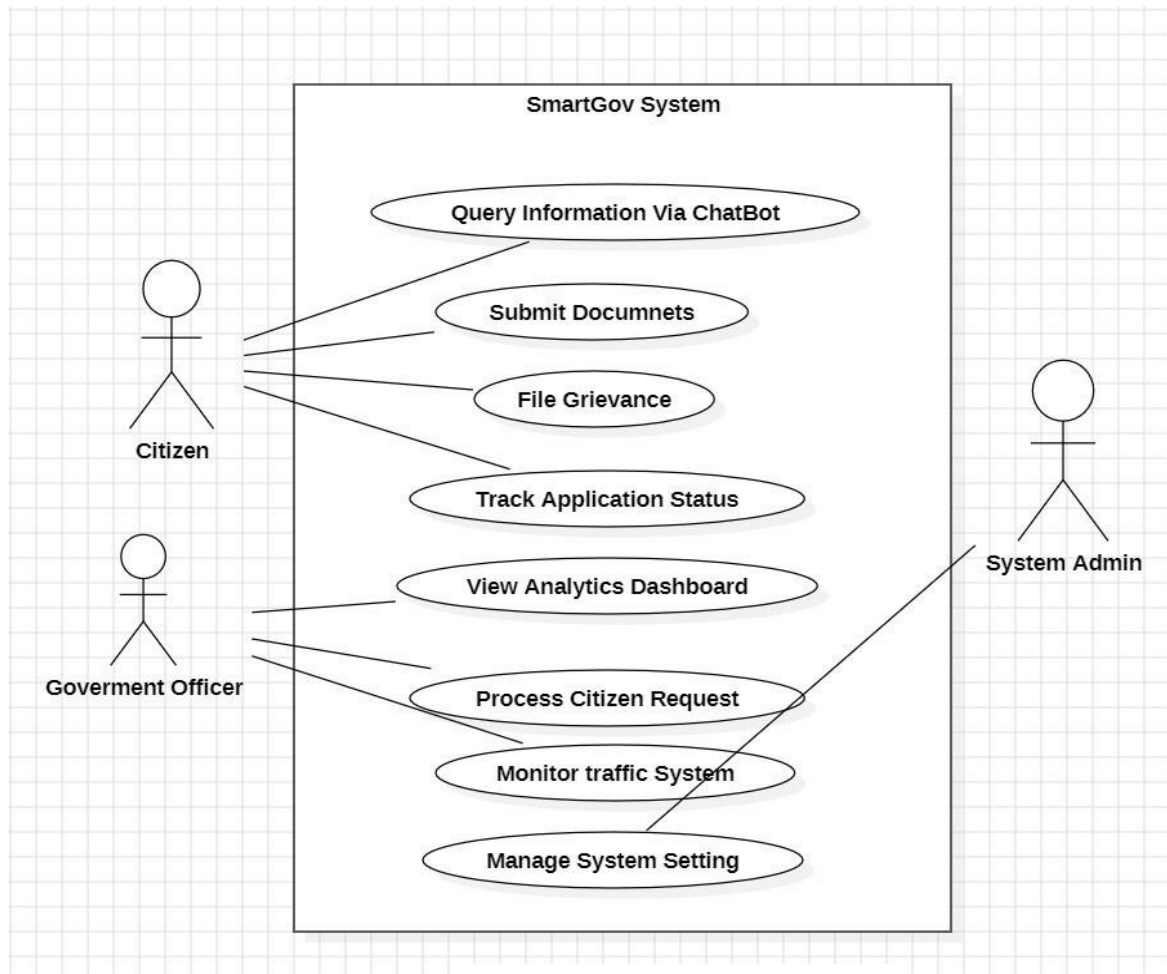 SmartGov System
Query Information Via ChatBot
Submit Documnets
File Grievance
Citizen
Track Application Status
System Admin
View Analytics Dashboard
Goverment Officer
Process Citizen Request
Monitor traffic System
Manage System Setting